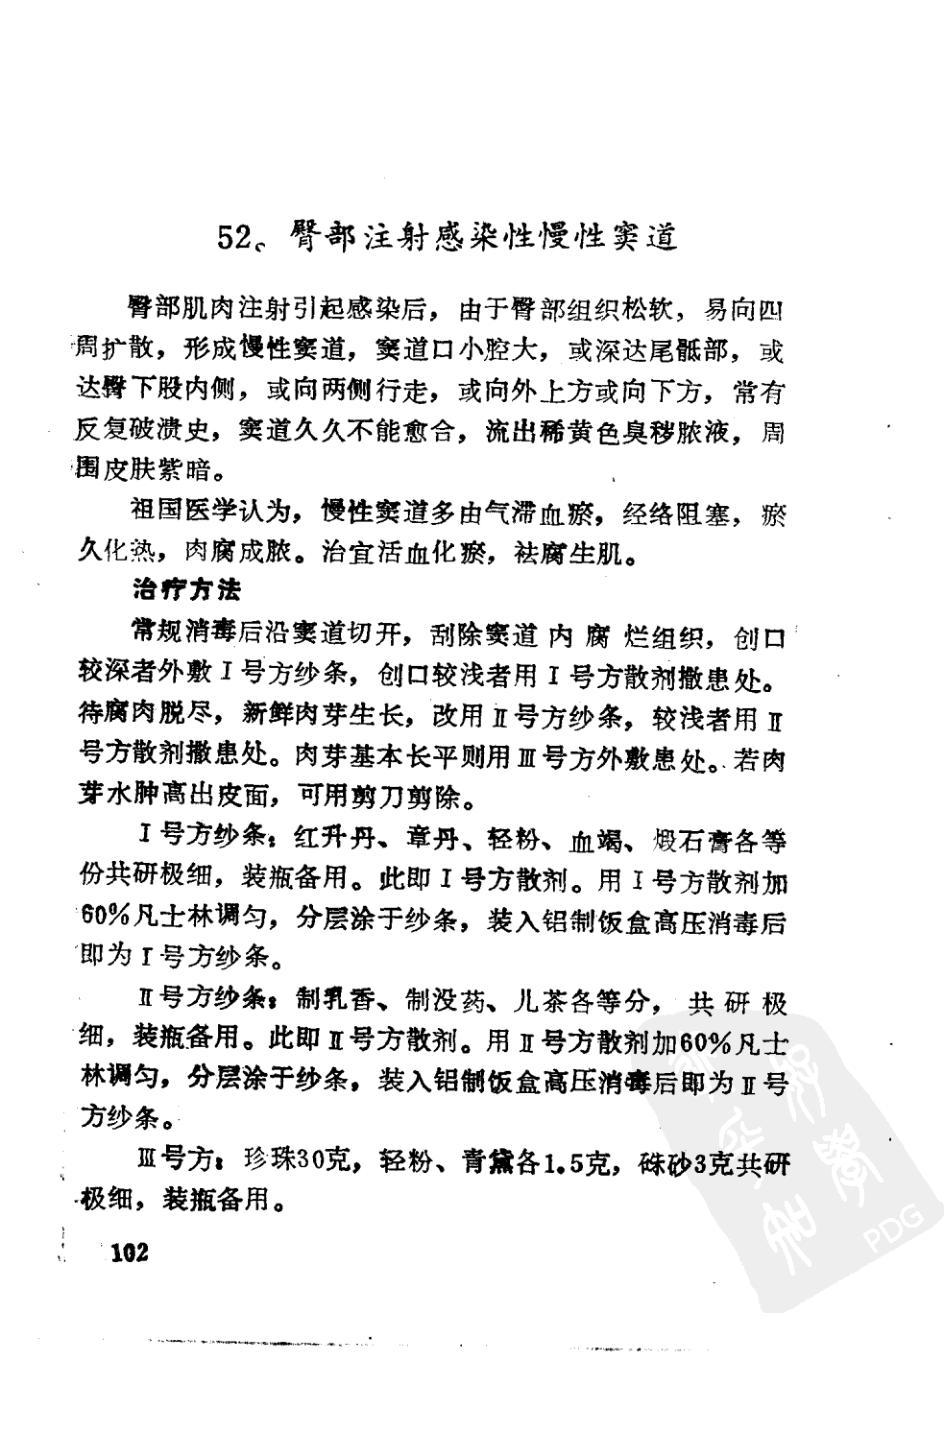 52。臀部注射感染性慢性窦道
臀部肌肉注射引起感染后，由于臀部组织松软，易向四
周扩散，形成慢性窦道，窦道口小腔大，或深达尾骶部，或
达臀下股内侧，或向两侧行走，或向外上方或向下方，常有
反复破溃史，窦道久久不能愈合，流出稀黄色臭秽脓液，周
围皮肤紫暗。
祖国医学认为，慢性窦道多由气滞血瘀，经络阻塞，瘀
久化热，肉腐成脓。治宜活血化瘀，祛腐生肌。
治疗方法
常规消毒后沿窦道切开，刮除窦道内腐烂组织，创口
较深者外敷Ⅰ号方纱条，创口较浅者用Ⅰ号方散剂撒患处。
待腐肉脱尽，新鲜肉芽生长，改用Ⅱ号方纱条，较浅者用Ⅱ
号方散剂撒患处。肉芽基本长平则用Ⅲ号方外敷患处。若肉
芽水肿高出皮面，可用剪刀剪除。
Ⅰ号方纱条：红升丹、章丹、轻粉、血竭、煅石膏各等
份共研极细，装瓶备用。此即Ⅰ号方散剂。用Ⅰ号方散剂加
60%凡士林调匀，分层涂于纱条，装入铝制饭盒高压消毒后
即为Ⅰ号方纱条。
Ⅱ号方纱条：制乳香、制没药、儿茶各等分，共研极
细，装瓶备用。此即Ⅱ号方散剂。用Ⅱ号方散剂加60%凡士
林调匀，分层涂于纱条，装入铝制饭盒高压消毒后即为Ⅱ号
方纱条。
Ⅲ号方：珍珠30克，轻粉、青黛各1.5克，硃砂3克共研
极细，装瓶备用。
102
PDG